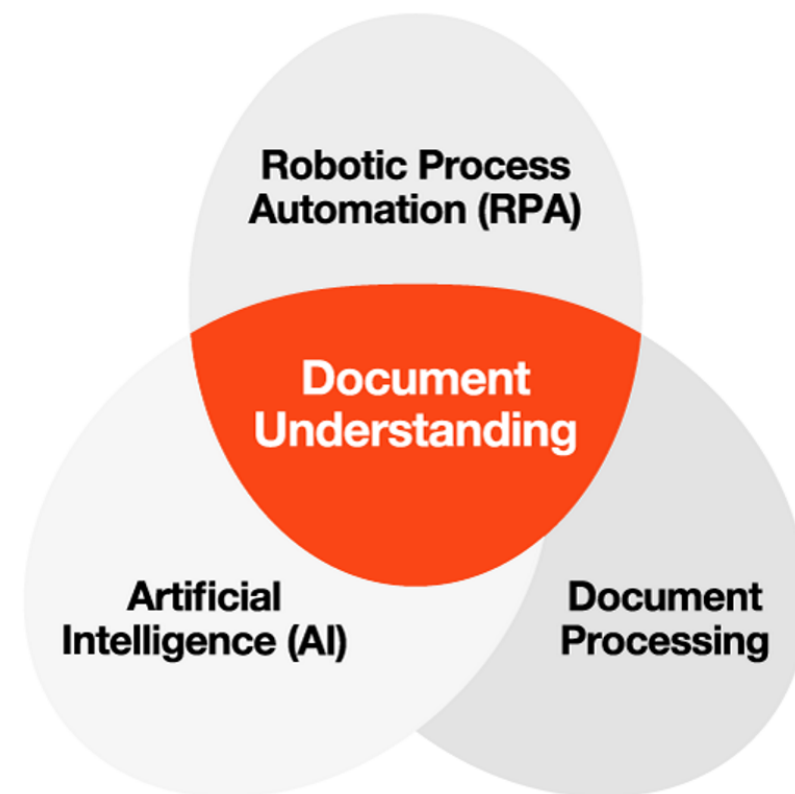 Robotic Process
Automation (RPA)
Document
Understanding
Artificial
Intelligence (AI)
Document
Processing